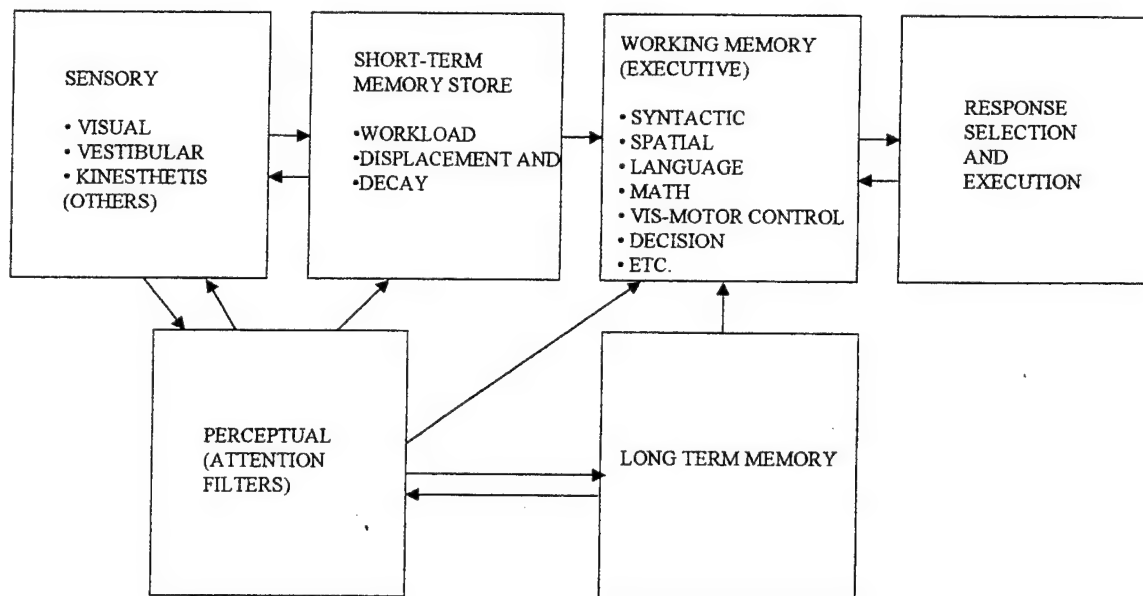 SENSORY
• VISUAL
• VESTIBULAR
• KINESTHETIS
(OTHERS)
SHORT-TERM
MEMORY STORE
•WORKLOAD
•DISPLACEMENT AND
•DECAY
WORKING MEMORY
(EXECUTIVE)
• SYNTACTIC
• SPATIAL
• LANGUAGE
• MATH
• VIS-MOTOR CONTROL
• DECISION
• ETC.
RESPONSE
SELECTION
AND
EXECUTION
PERCEPTUAL
(ATTENTION
FILTERS)
LONG TERM MEMORY